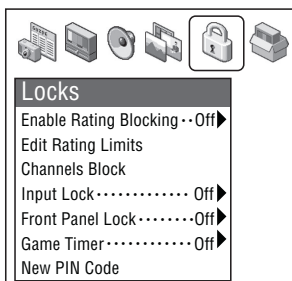 Locks
Enable Rating Blocking ·· Off
Edit Rating Limits
Channels Block
Input Lock ············· Off
Front Panel Lock ········ Off
Game Timer ············ Off
New PIN Code